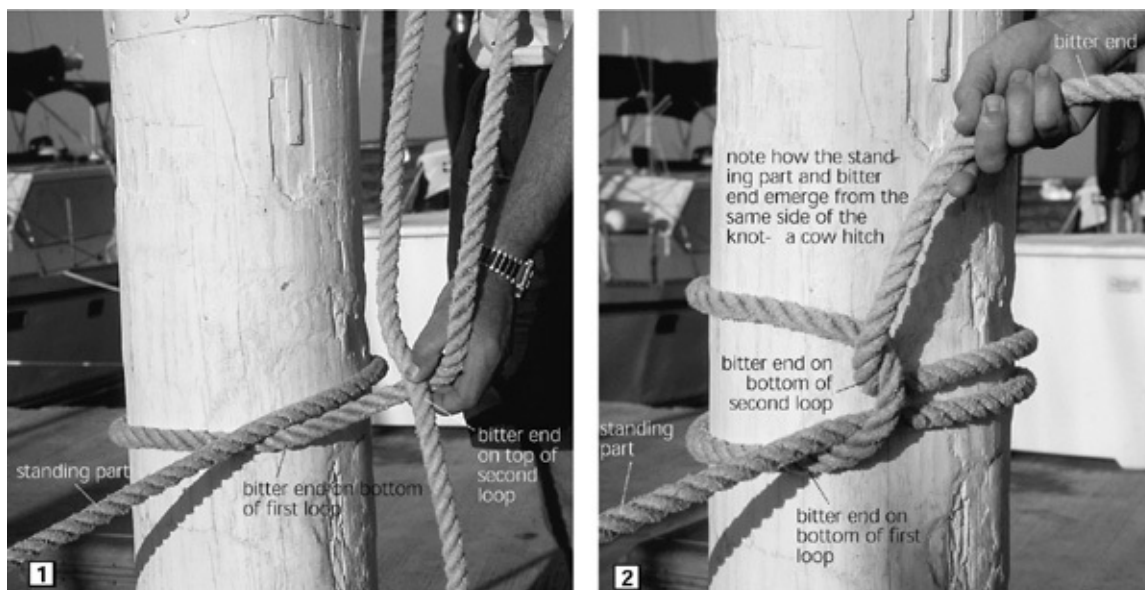 standing part
bitter end on bottom
of first loop
bitter end
on top of
second
loop
1
bitter end
note how the stand-
ing part and bitter
end emerge from the
same side of the
knot- a cow hitch
bitter end on
bottom of
second loop
standing
part
bitter end on
bottom of first
loop
2